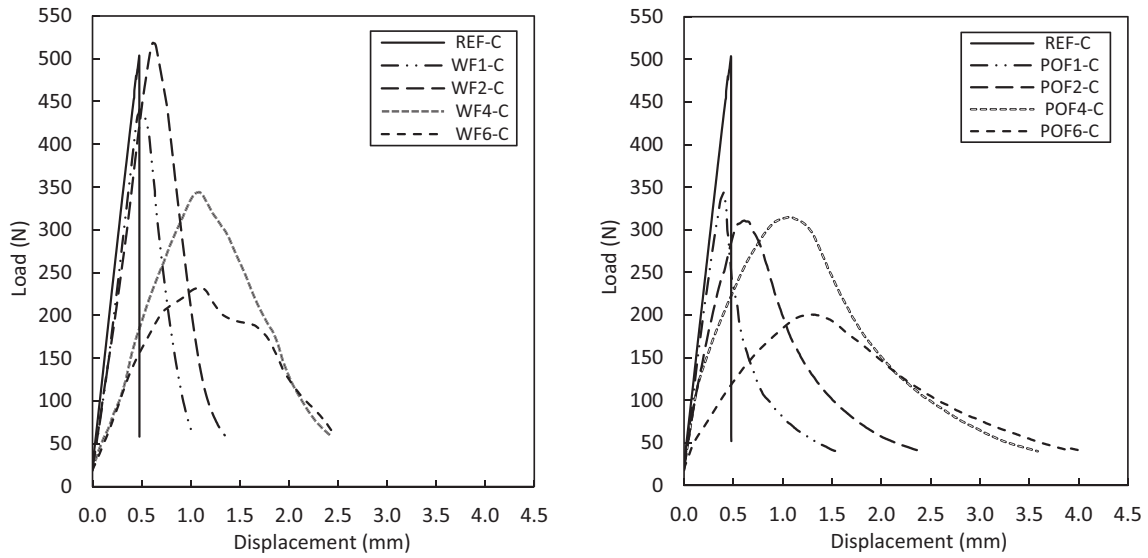 550
500
450
400
350
300
250
200
150
100
50
0
Load (N)
0.0 0.5 1.0 1.5 2.0 2.5 3.0 3.5 4.0 4.5
Displacement (mm)
REF-C
WF1-C
WF2-C
WF4-C
WF6-C
550
500
450
400
350
300
250
200
150
100
50
0
Load (N)
0.0 0.5 1.0 1.5 2.0 2.5 3.0 3.5 4.0 4.5
Displacement (mm)
REF-C
POF1-C
POF2-C
POF4-C
POF6-C